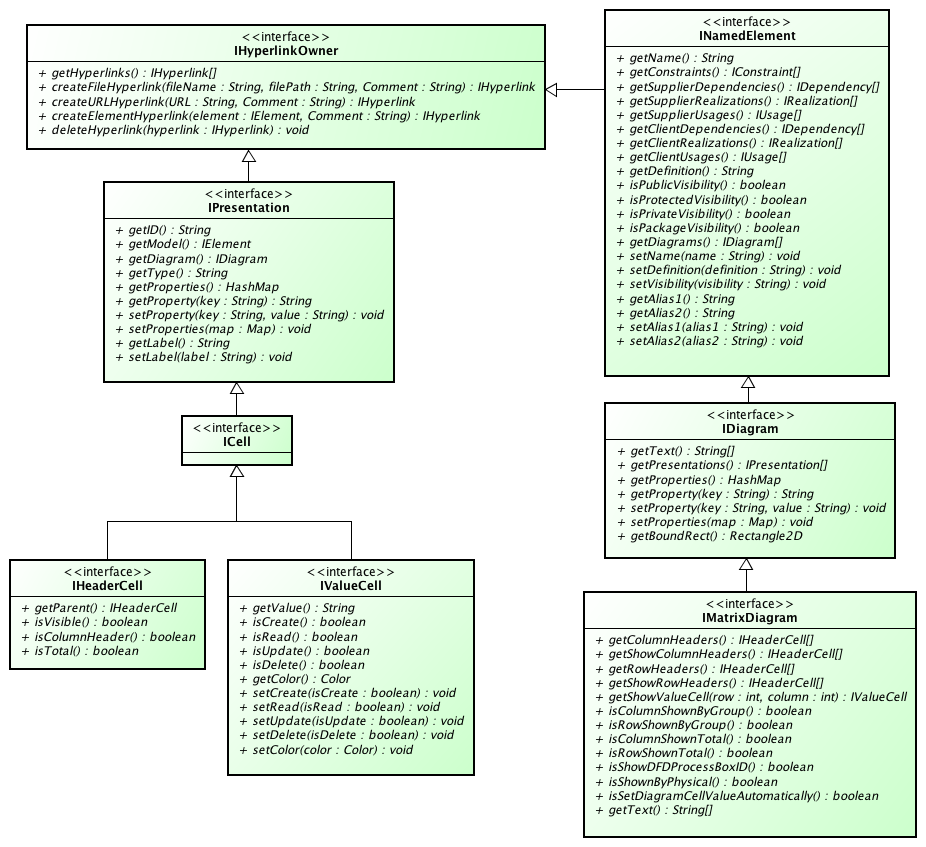 <<interface>>
IHyperlinkOwner
+ getHyperlinks() : IHyperlink[]
+ createFileHyperlink(fileName : String, filePath : String, Comment : String) : IHyperlink
+ createURLHyperlink(URL : String, Comment : String) : IHyperlink
+ createElementHyperlink(element : IElement, Comment : String) : IHyperlink
+ deleteHyperlink(hyperlink : IHyperlink) : void
<<interface>>
INamedElement
+ getName() : String
+ getConstraints() : IConstraint[]
+ getSupplierDependencies() : IDependency[]
+ getSupplierRealizations() : IRealization[]
+ getSupplierUsages() : IUsage[]
+ getClientDependencies() : IDependency[]
+ getClientRealizations() : IRealization[]
+ getClientUsages() : IUsage[]
+ getDefinition() : String
+ isPublicVisibility() : boolean
+ isProtectedVisibility() : boolean
+ isPrivateVisibility() : boolean
+ isPackageVisibility() : boolean
+ getDiagrams() : IDiagram[]
+ setName(name : String) : void
+ setDefinition(definition : String) : void
+ setVisibility(visibility : String) : void
+ getAlias1() : String
+ getAlias2() : String
+ setAlias1(alias1 : String) : void
+ setAlias2(alias2 : String) : void
<<interface>>
IPresentation
+ getID() : String
+ getModel() : IElement
+ getDiagram() : IDiagram
+ getType() : String
+ getProperties() : HashMap
+ getProperty(key : String) : String
+ setProperty(key : String, value : String) : void
+ setProperties(map : Map) : void
+ getLabel() : String
+ setLabel(label : String) : void
<<interface>>
ICell
<<interface>>
IDiagram
+ getText() : String[]
+ getPresentations() : IPresentation[]
+ getProperties() : HashMap
+ getProperty(key : String) : String
+ setProperty(key : String, value : String) : void
+ setProperties(map : Map) : void
+ getBoundRect() : Rectangle2D
<<interface>>
IHeaderCell
+ getParent() : IHeaderCell
+ isVisible() : boolean
+ isColumnHeader() : boolean
+ isTotal() : boolean
<<interface>>
IValueCell
+ getValue() : String
+ isCreate() : boolean
+ isRead() : boolean
+ isUpdate() : boolean
+ isDelete() : boolean
+ getColor() : Color
+ setCreate(isCreate : boolean) : void
+ setRead(isRead : boolean) : void
+ setUpdate(isUpdate : boolean) : void
+ setDelete(isDelete : boolean) : void
+ setColor(color : Color) : void
<<interface>>
IMatrixDiagram
+ getColumnHeaders() : IHeaderCell[]
+ getShowColumnHeaders() : IHeaderCell[]
+ getRowHeaders() : IHeaderCell[]
+ getShowRowHeaders() : IHeaderCell[]
+ getShowValueCell(row : int, column : int) : IValueCell
+ isColumnShownByGroup() : boolean
+ isRowShownByGroup() : boolean
+ isColumnShownTotal() : boolean
+ isRowShownTotal() : boolean
+ isShowDFDProcessBoxID() : boolean
+ isShownByPhysical() : boolean
+ isSetDiagramCellValueAutomatically() : boolean
+ getText() : String[]